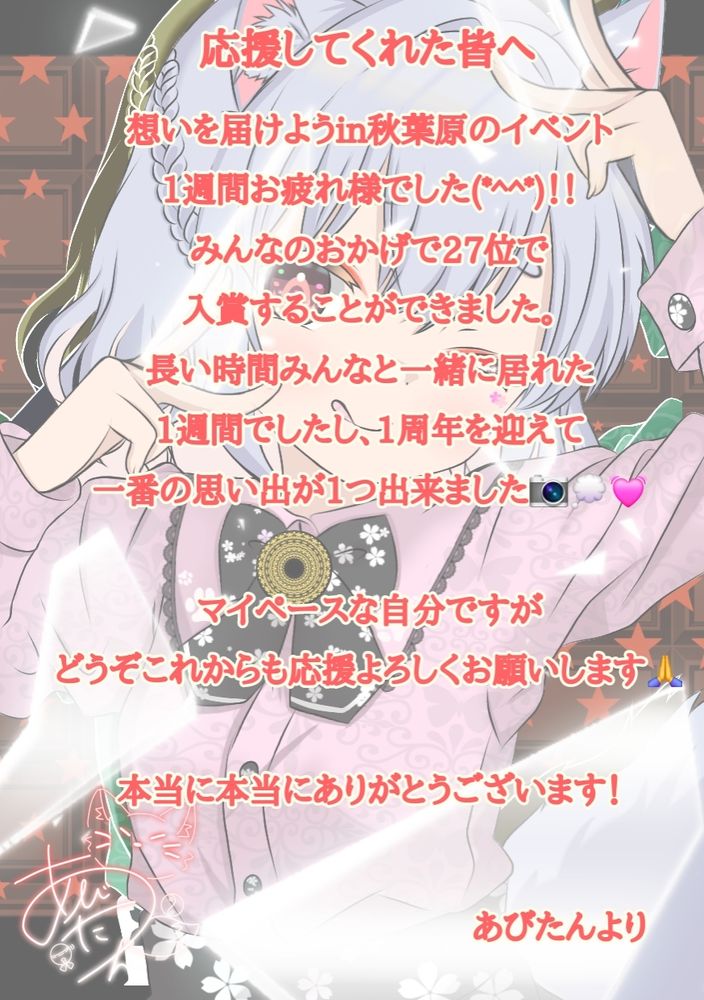 応援してくれた皆へ
想いを届けようin秋葉原のイベント
1週間お疲れ様でした(*^^*)!!
みんなのおかげで27位で
入賞することができました。
長い時間みんなと一緒に居れた
1週間でしたし、1周年を迎えて
一番の思い出が1つ出来ました📷💭💓
マイペースな自分ですが
どうぞこれからも応援よろしくお願いします🙏
本当に本当にありがとうございます!
あびたん
あびたんより